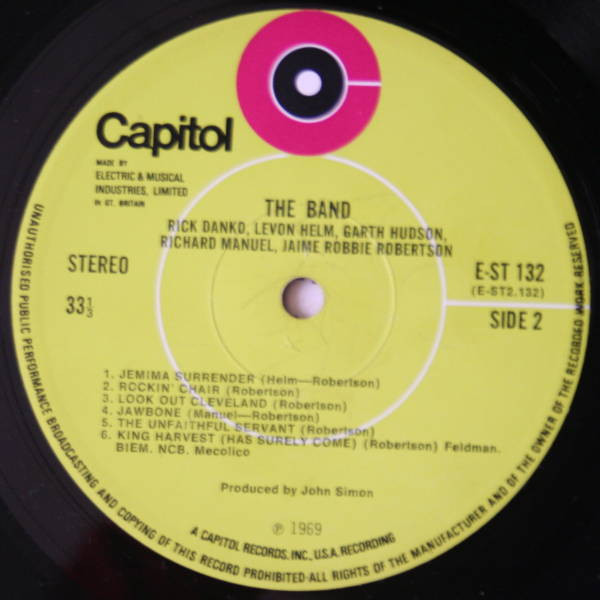 Capitol
MADE BY
ELECTRIC & MUSICAL
INDUSTRIES, LIMITED
IN GT. BRITAIN
THE BAND
RICK DANKO, LEVON HELM, GARTH HUDSON,
RICHARD MANUEL, JAIME ROBBIE ROBERTSON
STEREO
33⅓
E-ST 132
(E-ST2.132)
SIDE 2
1. JEMIMA SURRENDER (Helm—Robertson)
2. ROCKIN' CHAIR (Robertson)
3. LOOK OUT CLEVELAND (Robertson)
4. JAWBONE (Manuel—Robertson)
5. THE UNFAITHFUL SERVANT (Robertson)
6. KING HARVEST (HAS SURELY COME) (Robertson) Feldman.
BIEM. NCB. Mecolico
Produced by John Simon
℗ 1969
A CAPITOL RECORDS, INC., U.S.A. RECORDING
UNAUTHORISED PUBLIC PERFORMANCE BROADCASTING AND COPYING OF THIS RECORD PROHIBITED-ALL RIGHTS OF THE MANUFACTURER AND OF THE OWNER OF THE RECORDED WORK RESERVED